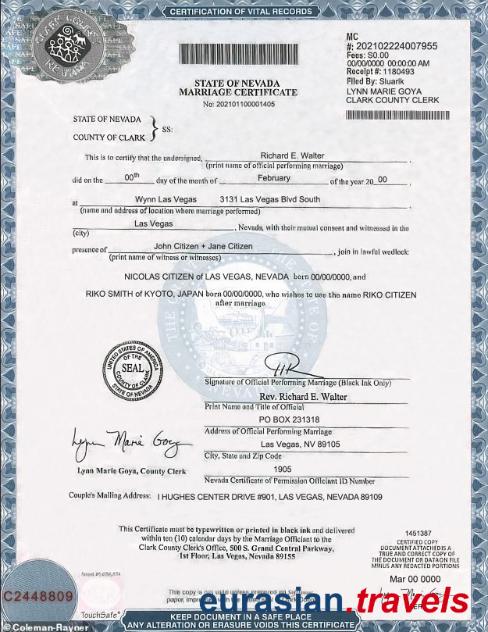 CERTIFICATION OF VITAL RECORDS
MC
#: 202102224007955
Fees: $0.00
00/00/0000 00:00:00 AM
Receipt #: 1180493
Filed By: Sluarik
LYNN MARIE GOYA
CLARK COUNTY CLERK
STATE OF NEVADA
MARRIAGE CERTIFICATE
No: 202101100001405
STATE OF NEVADA
COUNTY OF CLARK
SS:
This is to certify that the undersigned, Richard E. Walter,
(print name of official performing marriage)
did on the 00th day of the month of February of the year 20 00
at Wynn Las Vegas 3131 Las Vegas Blvd South
(name and address of location where marriage performed)
Las Vegas, Nevada, with their mutual consent and witnessed in the
(city)
presence of John Citizen + Jane Citizen, join in lawful wedlock:
(print name of witness or witnesses)
NICOLAS CITIZEN of LAS VEGAS, NEVADA born 00/00/0000, and
RIKO SMITH of KYOTO, JAPAN born 00/00/0000, who wishes to use the name RIKO CITIZEN
after marriage.
UNITED STATES OF AMERICA
OF THE
SEAL
COUNTY OF CLARK
STATE OF NEVADA
Signature of Official Performing Marriage (Black Ink Only)
Rev. Richard E. Walter
Print Name and Title of Official
PO BOX 231318
Address of Official Performing Marriage
Las Vegas, NV 89105
City, State and Zip Code
1905
Nevada Certificate of Permission Officiant ID Number
Lynn Marie Goya
Lynn Marie Goya, County Clerk
Couple's Mailing Address: 1 HUGHES CENTER DRIVE #901, LAS VEGAS, NEVADA 89109
This Certificate must be typewritten or printed in black ink and delivered
within ten (10) calendar days by the Marriage Officiant to the
Clark County Clerk's Office, 500 S. Grand Central Parkway,
1st Floor, Las Vegas, Nevada 89155
1451387
CERTIFIED COPY
DOCUMENT ATTACHED IS A
TRUE AND CORRECT COPY OF
THE DOCUMENT OR DATA ON FILE
MINUS ANY REDACTED PORTIONS
Mar 00 0000
C2448809
TouchSafe
eurasian.travels
KEEP DOCUMENT IN A SAFE PLACE
ANY ALTERATION OR ERASURE VOIDS THIS CERTIFICATE
© Coleman-Rayner